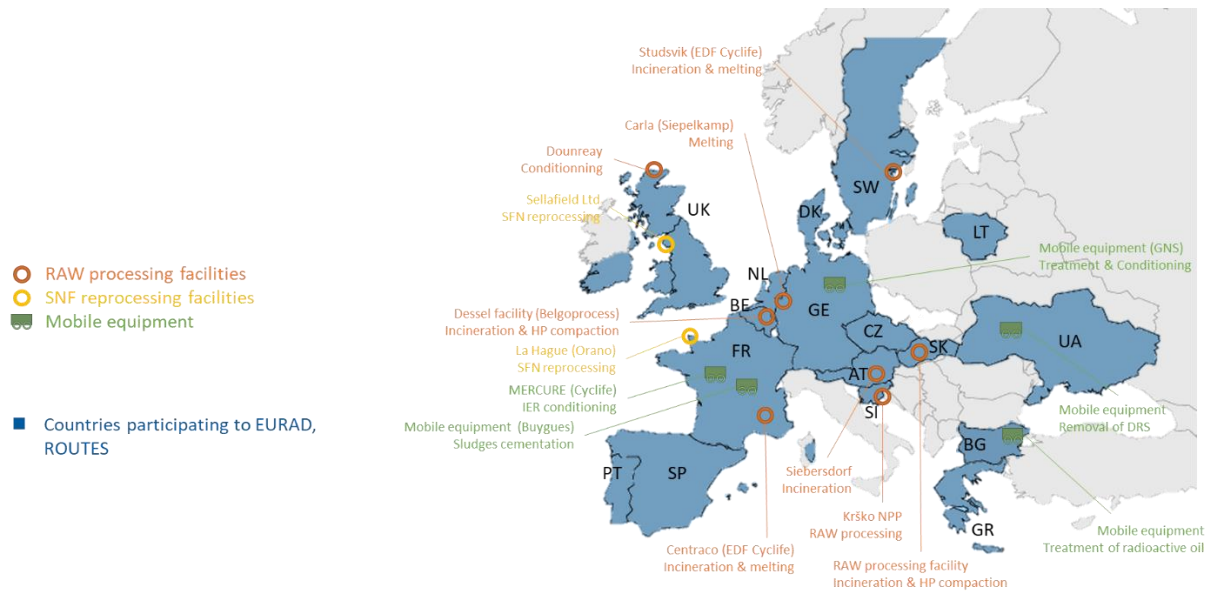 RAW processing facilities
SNF reprocessing facilities
Mobile equipment
Countries participating to EURAD,
ROUTES
Studsvik (EDF Cyclife)
Incineration & melting
Carla (Siepelkamp)
Melting
Dounreay
Conditionning
Sellafield Ltd
SFN reprocessing
UK
SW
DK
LT
Mobile equipment (GNS)
Treatment & Conditioning
NL
BE
GE
Dessel facility (Belgoprocess)
Incineration & HP compaction
CZ
UA
La Hague (Orano)
SFN reprocessing
FR
SK
AT
MERCURE (Cyclife)
IER conditioning
SI
Mobile equipment
Removal of DRS
Mobile equipment (Buygues)
Sludges cementation
BG
PT
SP
Siebersdorf
Incineration
Krško NPP
RAW processing
GR
Mobile equipment
Treatment of radioactive oil
Centraco (EDF Cyclife)
Incineration & melting
RAW processing facility
Incineration & HP compaction